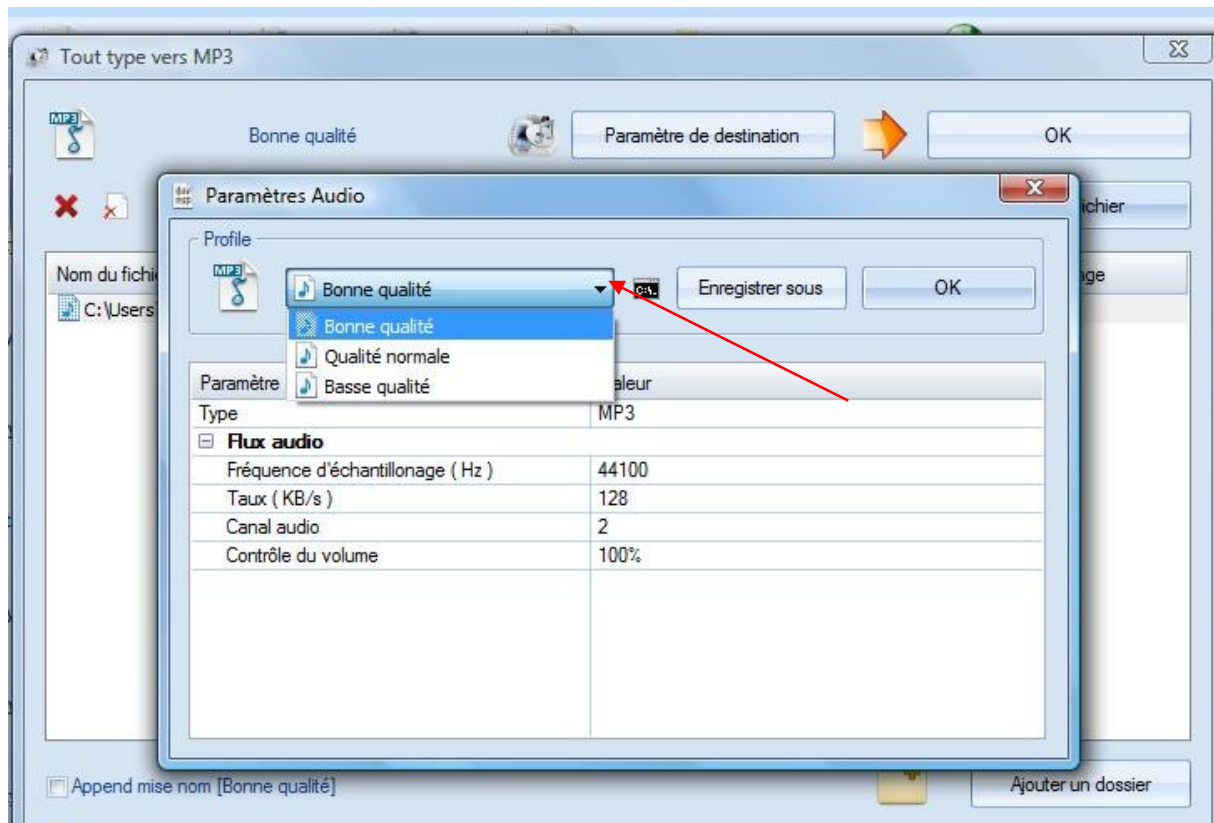 Tout type vers MP3
MP3
Bonne qualité
Paramètre de destination
OK
Paramètres Audio
ichier
Profile
Nom du fichi
nge
MP3
Bonne qualité
C:\.
Enregistrer sous
OK
C:\Users
Bonne qualité
Qualité normale
Basse qualité
Paramètre
aleur
Type
MP3
Flux audio
Fréquence d'échantillonage ( Hz )
44100
Taux ( KB/s )
128
Canal audio
2
Contrôle du volume
100%
Append mise nom [Bonne qualité]
Ajouter un dossier